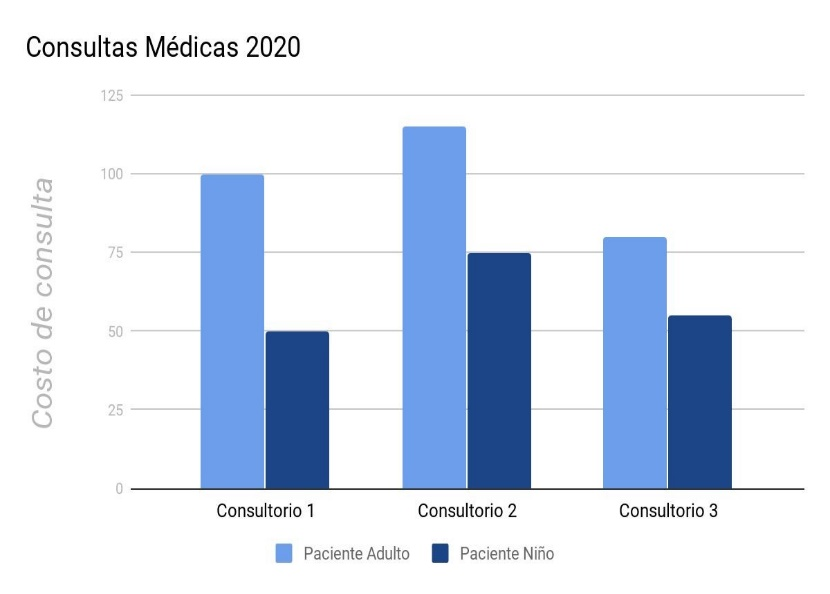 Consultas Médicas 2020
Costo de consulta
125
100
75
50
25
0
Consultorio 1
Consultorio 2
Consultorio 3
Paciente Adulto
Paciente Niño